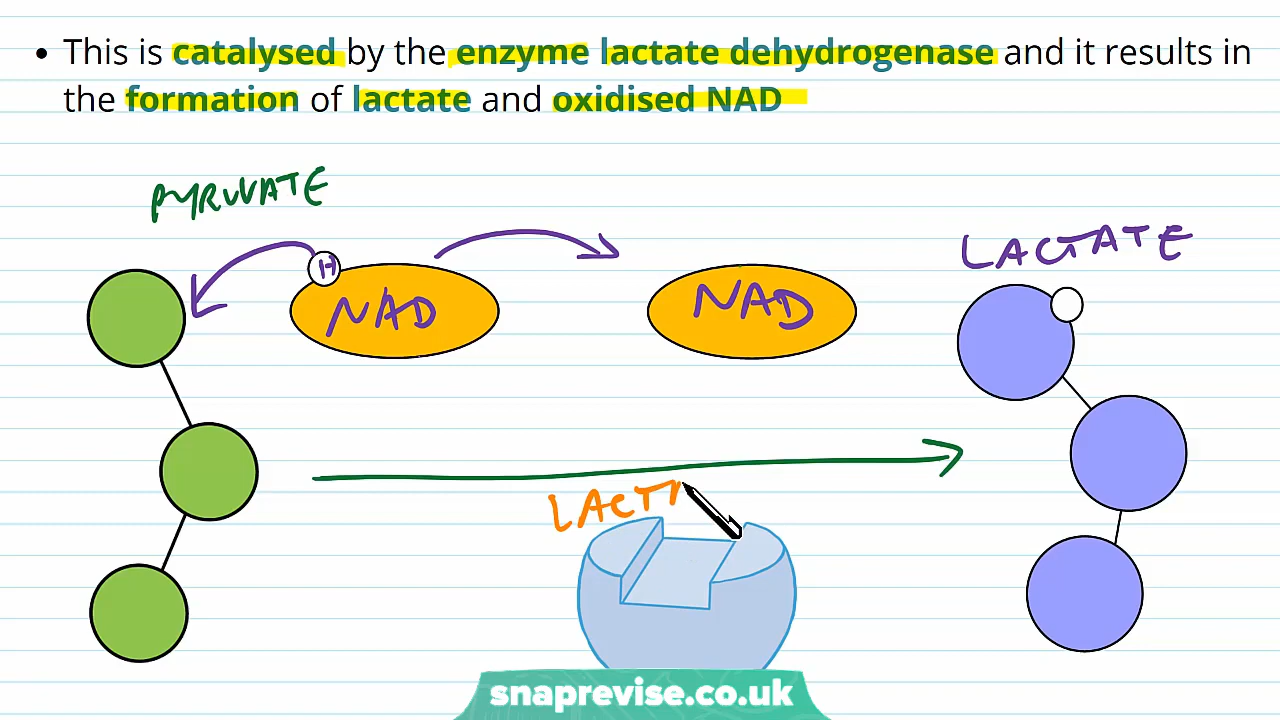 • This is catalysed by the enzyme lactate dehydrogenase and it results in
the formation of lactate and oxidised NAD
PYRUVATE
LACTATE
H
NAD
NAD
LACT
snaprevise.co.uk